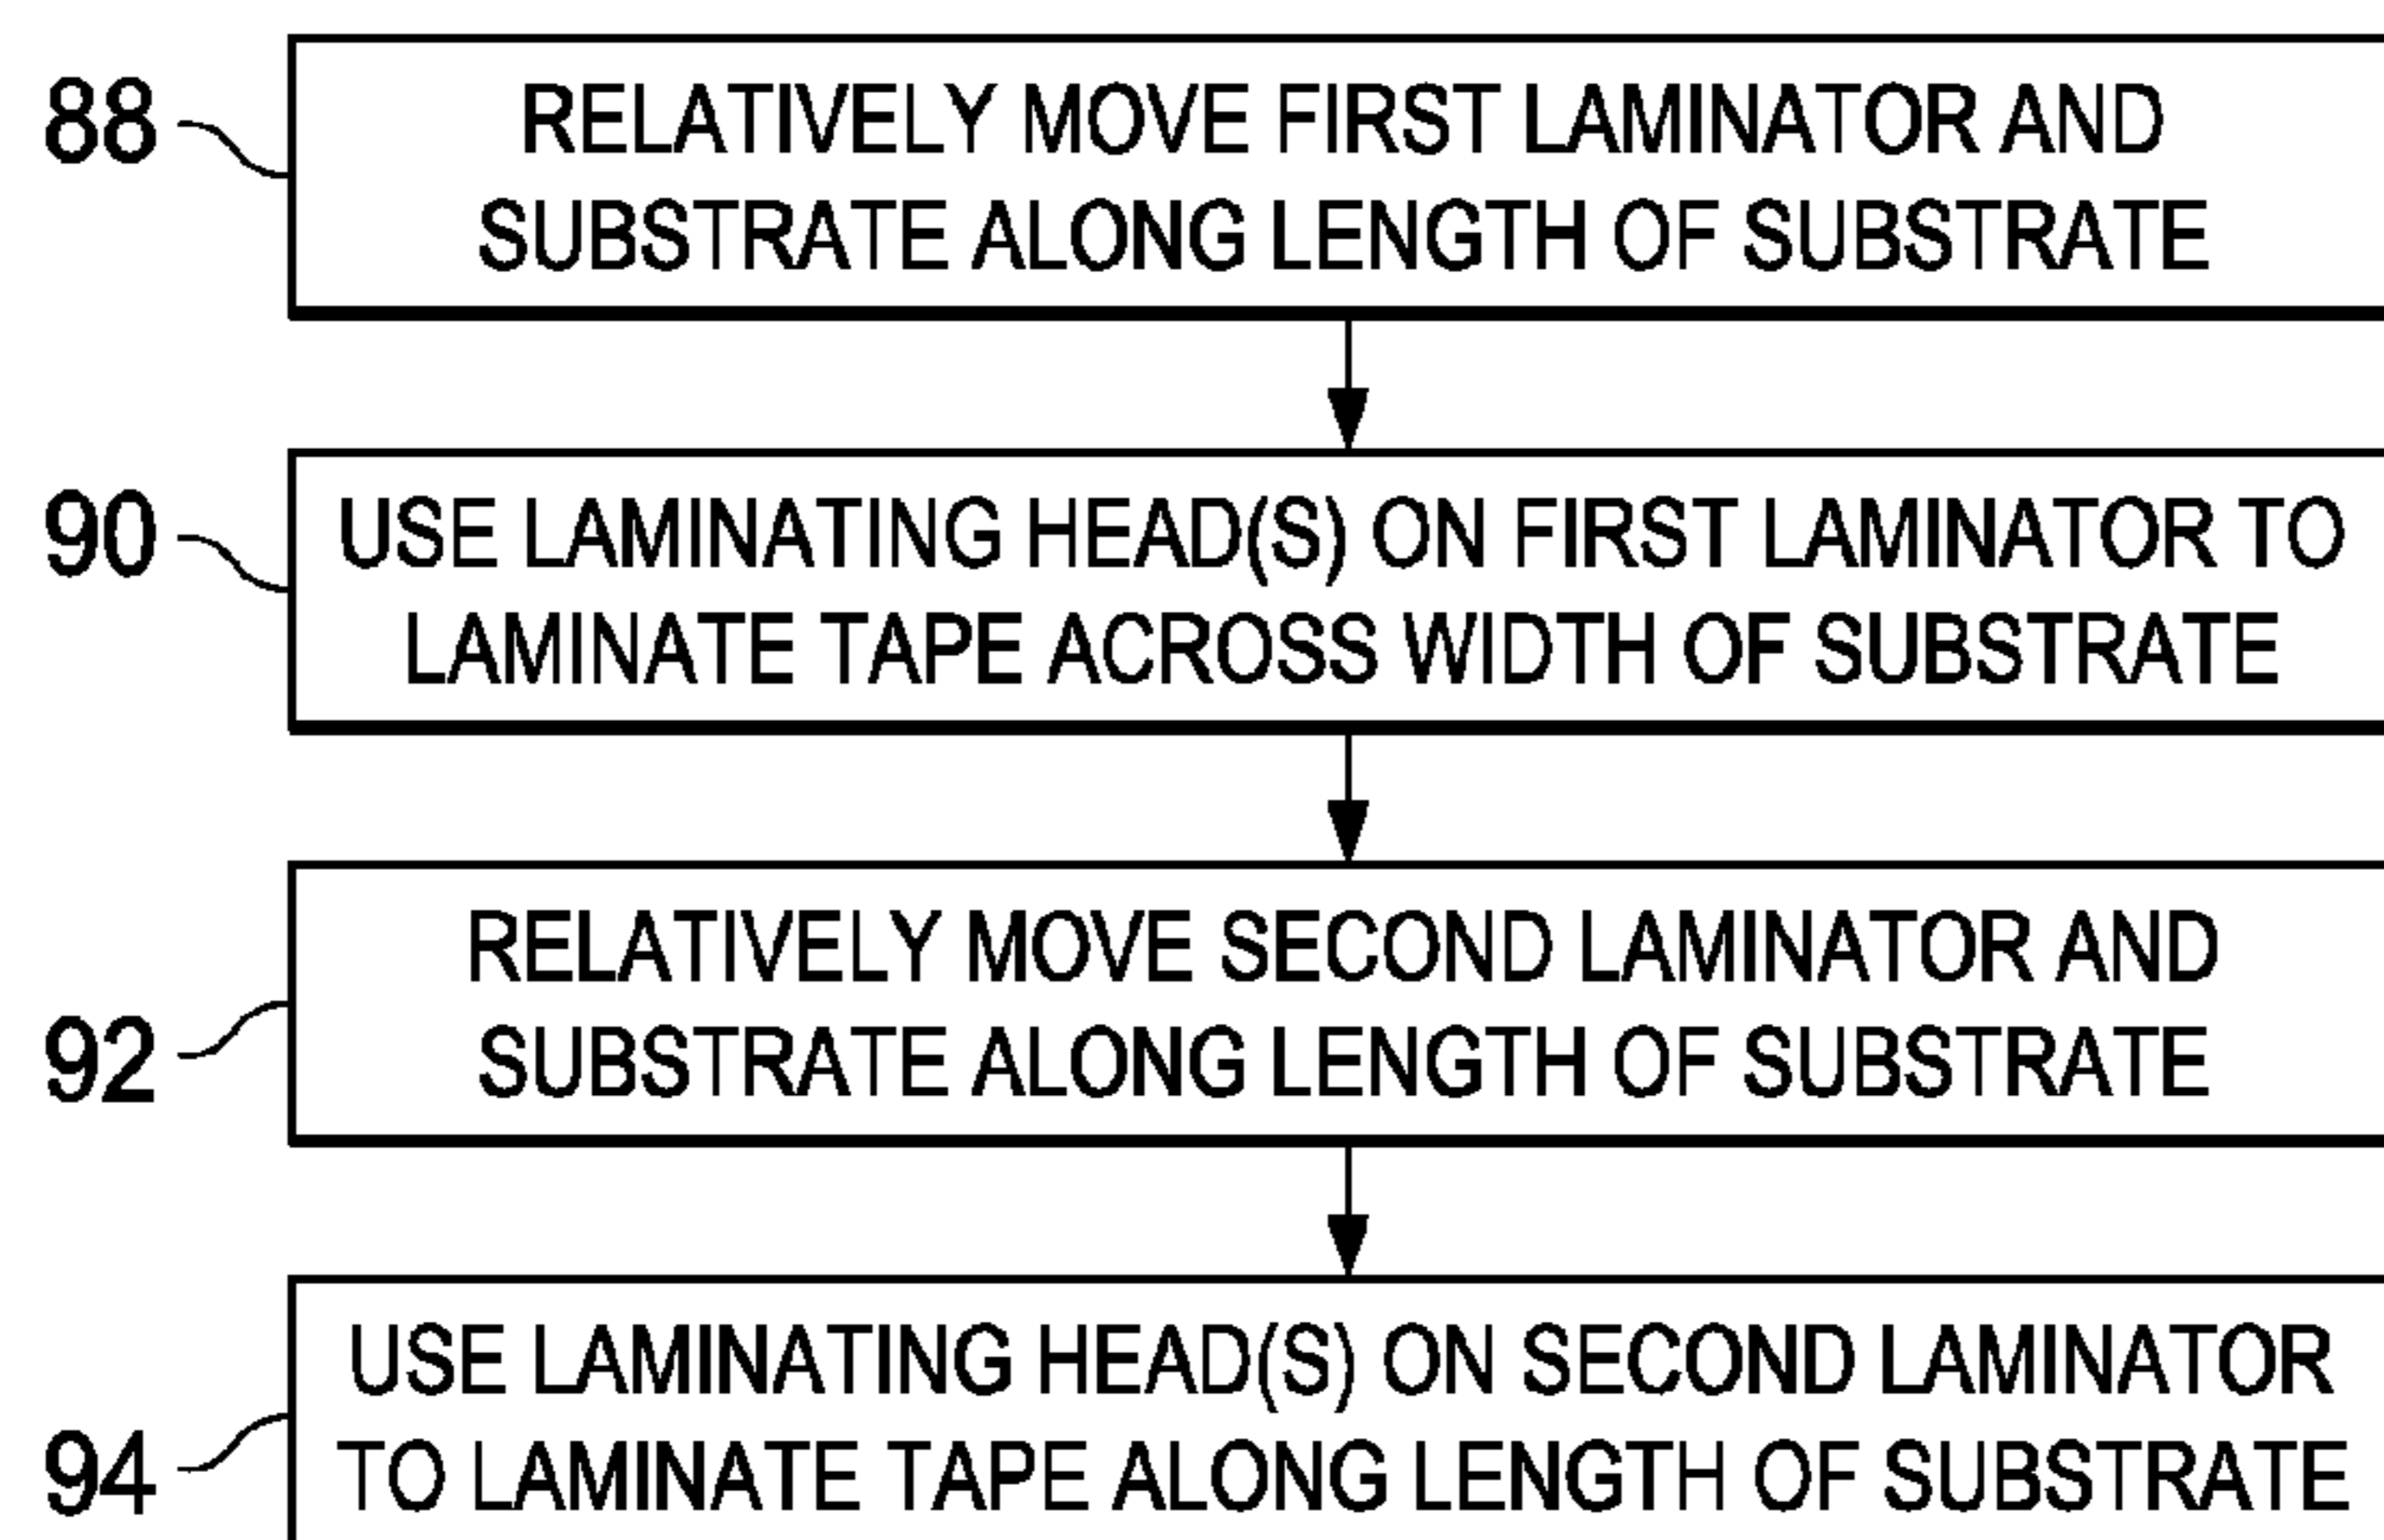 88
RELATIVELY MOVE FIRST LAMINATOR AND
SUBSTRATE ALONG LENGTH OF SUBSTRATE
90
USE LAMINATING HEAD(S) ON FIRST LAMINATOR TO
LAMINATE TAPE ACROSS WIDTH OF SUBSTRATE
92
RELATIVELY MOVE SECOND LAMINATOR AND
SUBSTRATE ALONG LENGTH OF SUBSTRATE
94
USE LAMINATING HEAD(S) ON SECOND LAMINATOR
TO LAMINATE TAPE ALONG LENGTH OF SUBSTRATE